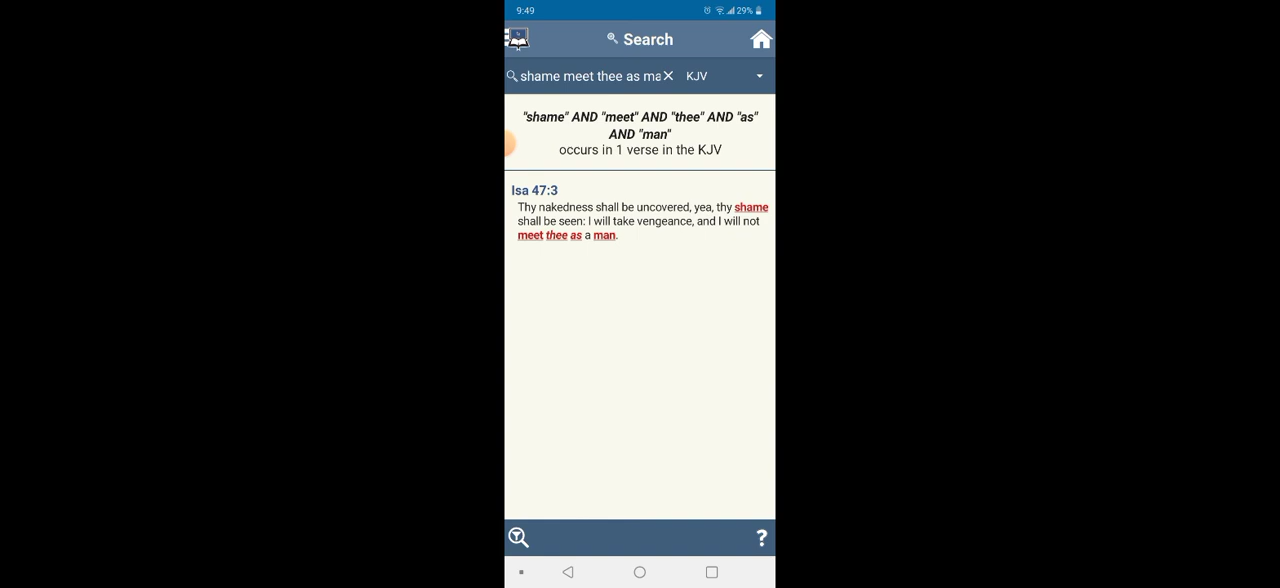 9:49
29%
Search
shame meet thee as ma
KJV
"shame" AND "meet" AND "thee" AND "as"
AND "man"
occurs in 1 verse in the KJV
Isa 47:3
Thy nakedness shall be uncovered, yea, thy shame
shall be seen: I will take vengeance, and I will not
meet thee as a man.
?